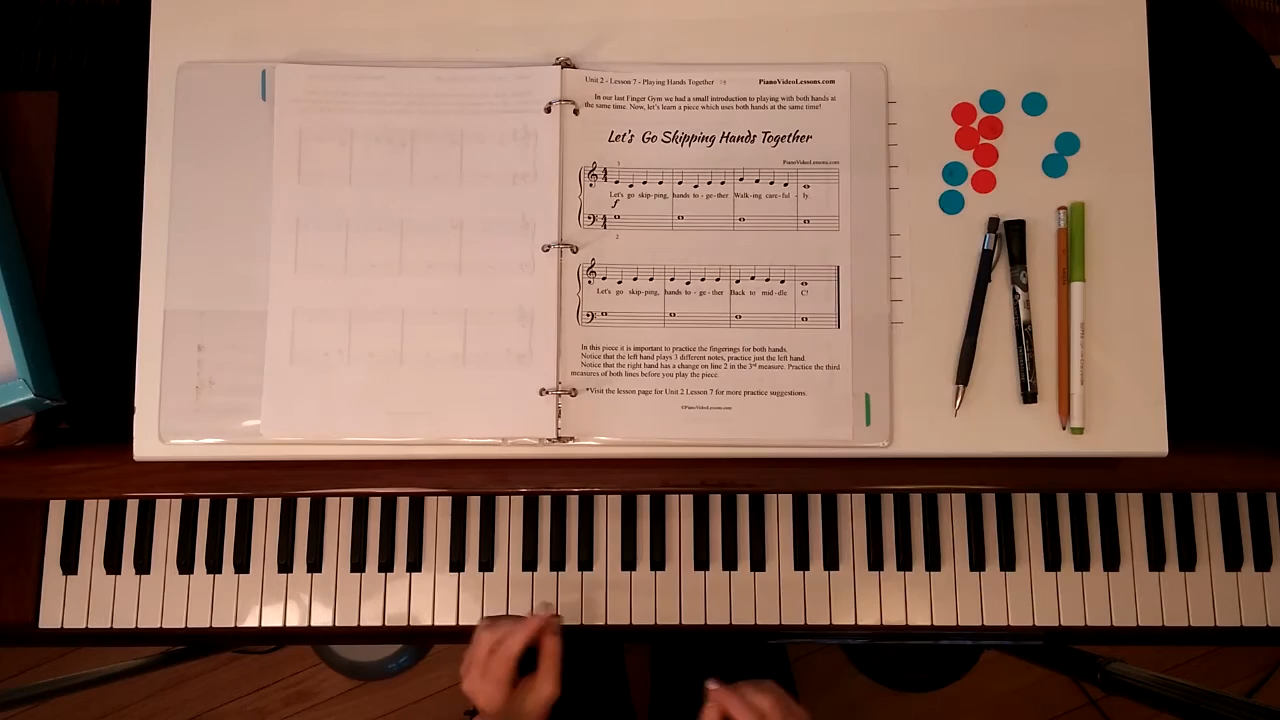 Unit 2 - Lesson 7 - Playing Hands Together
PianoVideoLessons.com
In our last Finger Gym we had a small introduction to playing with both hands at
the same time. Now, let's learn a piece which uses both hands at the same time!
Let's Go Skipping Hands Together
PianoVideoLessons.com
Let's go skip-ping, hands to - ge - ther Walk-ing care-ful - ly.
f
2
Let's go skip-ping, hands to - ge - ther Back to mid-dle C!
In this piece it is important to practice the fingerings for both hands.
Notice that the left hand plays 3 different notes, practice just the left hand.
Notice that the right hand has a change on line 2 in the 3rd measure. Practice the third
measures of both lines before you play the piece.
*Visit the lesson page for Unit 2 Lesson 7 for more practice suggestions.
©PianoVideoLessons.com